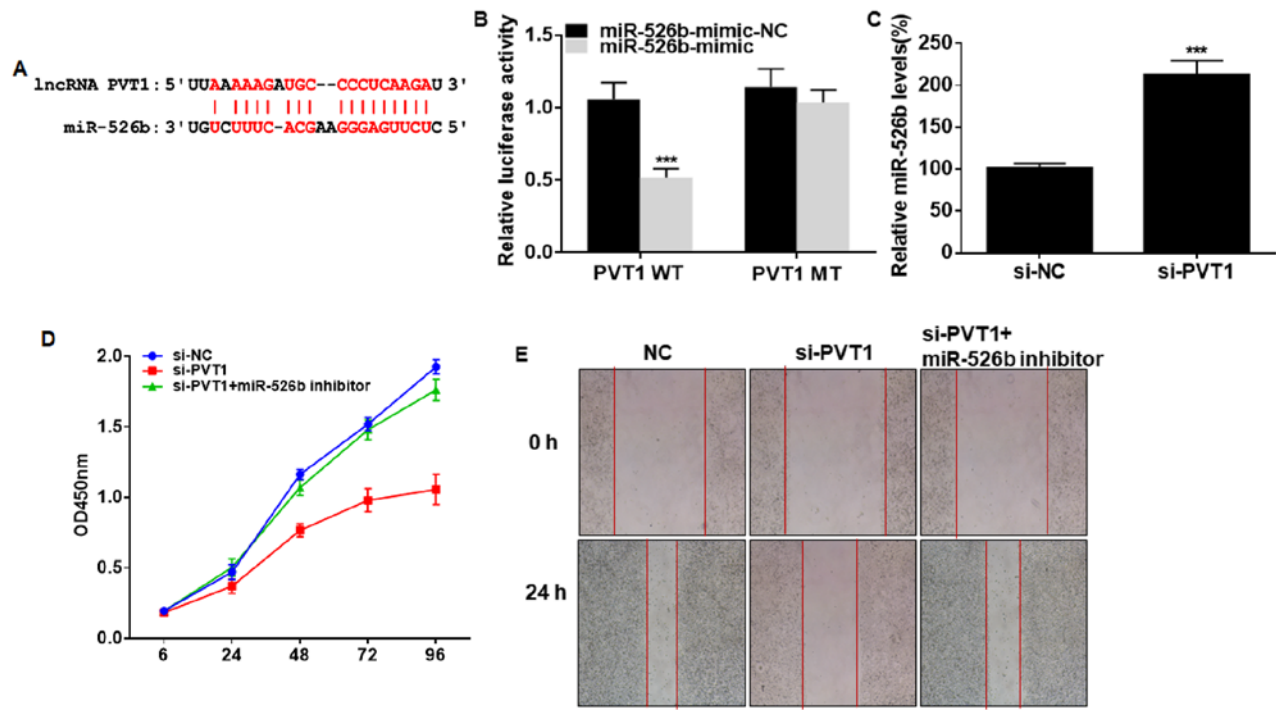 A
lncRNA PVT1: 5'UUAAAAAGAUGC--CCCUCAAGAU 3'
miR-526b: 3'UGUCUUUC-ACGAAGGGAGUUCUC 5'
B
miR-526b-mimic-NC
miR-526b-mimic
Relative luciferase activity
1.5
1.0
0.5
0.0
***
PVT1 WT
PVT1 MT
C
Relative miR-526b levels(%)
250
200
150
100
50
0
***
si-NC
si-PVT1
D
si-NC
si-PVT1
si-PVT1+miR-526b inhibitor
OD450nm
2.0
1.5
1.0
0.5
0.0
6
24
48
72
96
E
NC
si-PVT1
si-PVT1+
miR-526b inhibitor
0 h
24 h